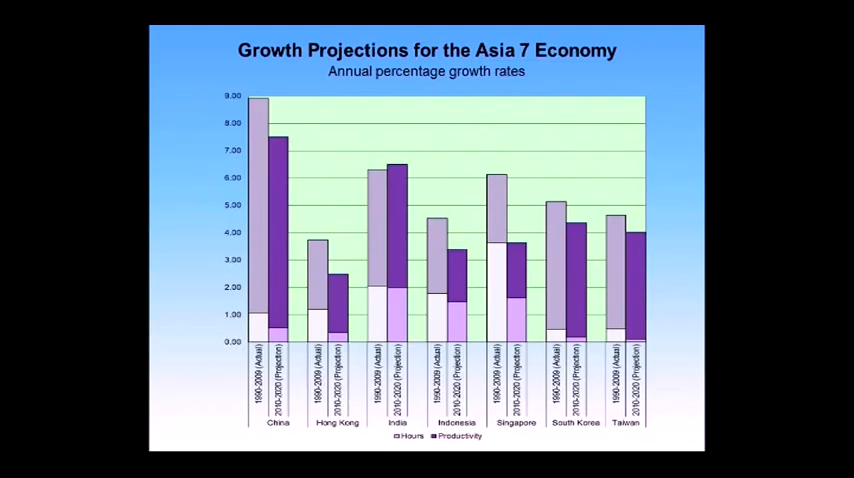 Growth Projections for the Asia 7 Economy
Annual percentage growth rates
9.00
8.00
7.00
6.00
5.00
4.00
3.00
2.00
1.00
0.00
1990-2009 (Actual)
2010-2020 (Projection)
1990-2009 (Actual)
2010-2020 (Projection)
1990-2009 (Actual)
2010-2020 (Projection)
1990-2009 (Actual)
2010-2020 (Projection)
1990-2009 (Actual)
2010-2020 (Projection)
1990-2009 (Actual)
2010-2020 (Projection)
1990-2009 (Actual)
2010-2020 (Projection)
China Hong Kong India Indonesia Singapore South Korea Taiwan
Hours Productivity